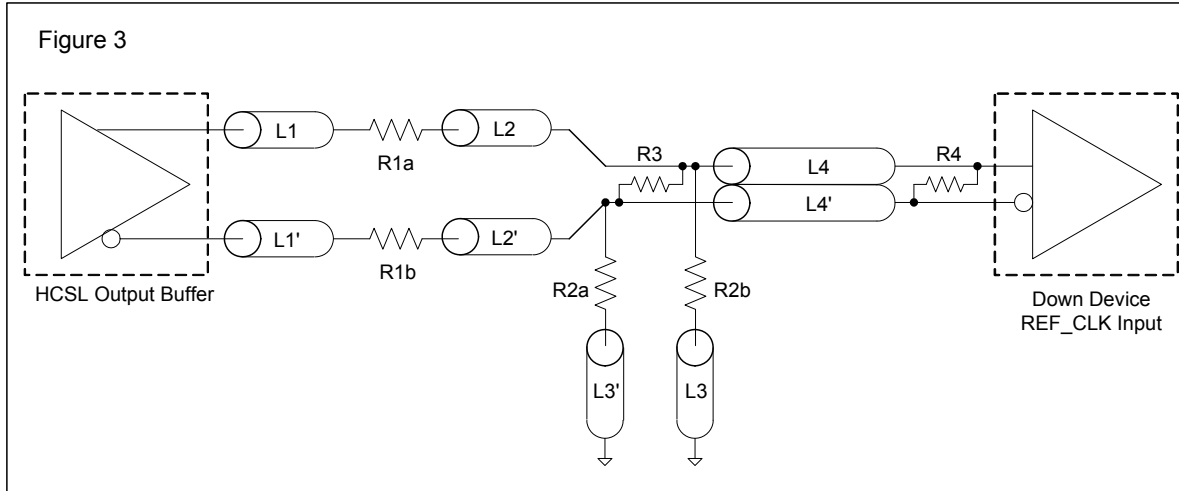 Figure 3
L1
R1a
L2
R3
L4
R4
L4'
L1'
R1b
L2'
HCSL Output Buffer
R2a
R2b
Down Device
REF_CLK Input
L3'
L3